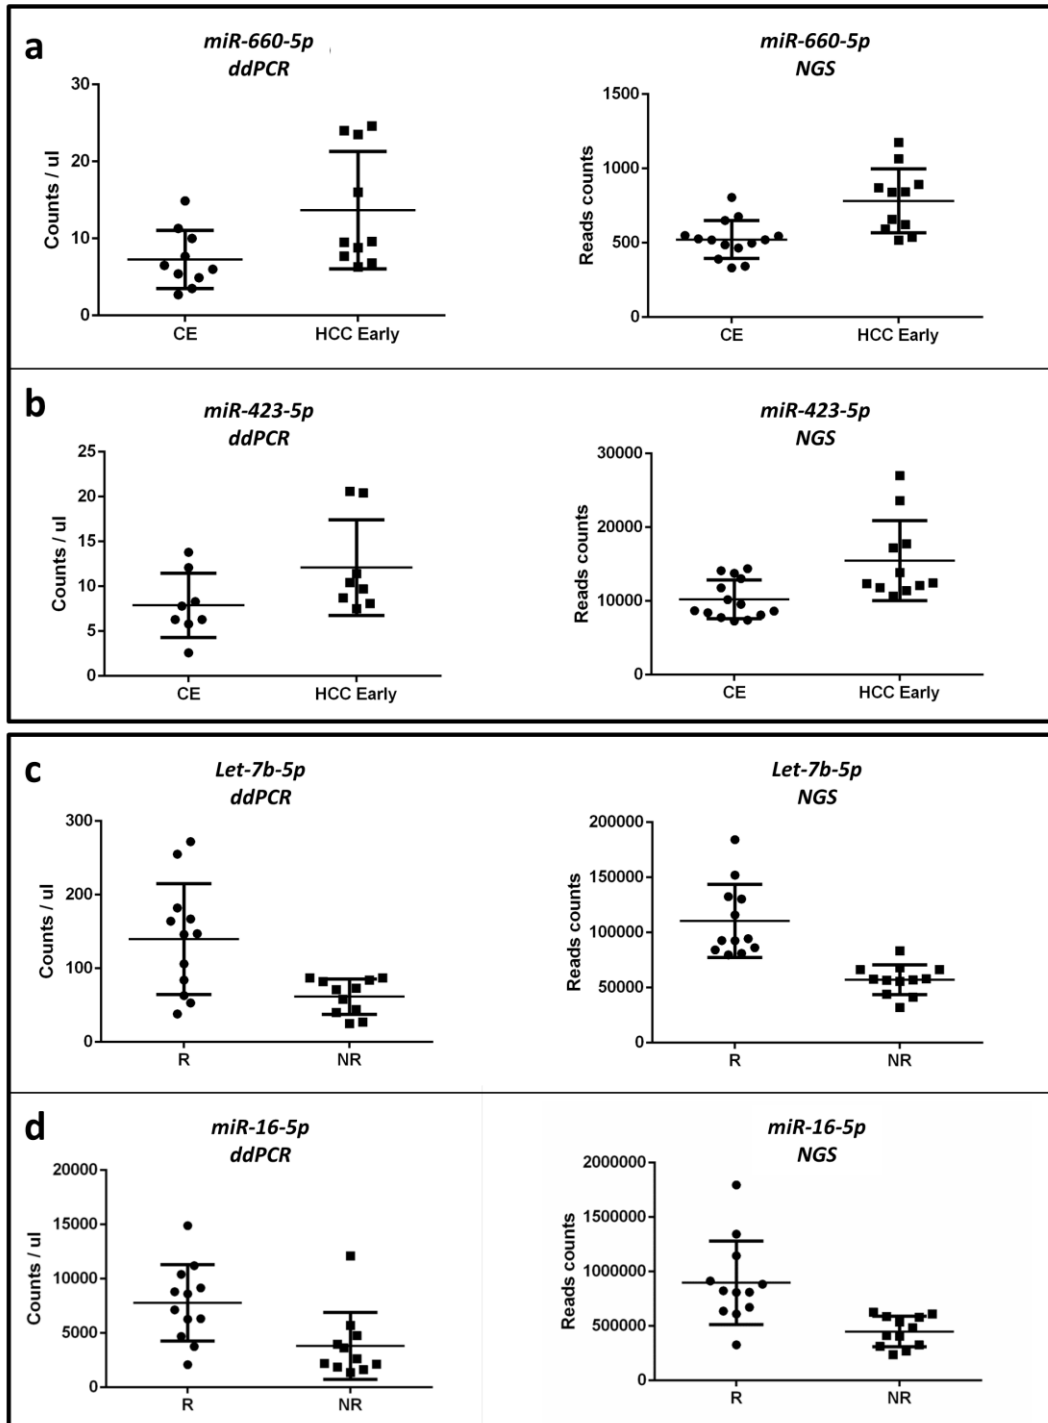 a
miR-660-5p
ddPCR
30
20
10
0
Counts / ul
CE
HCC Early
miR-660-5p
NGS
1500
1000
500
0
Reads counts
CE
HCC Early
b
miR-423-5p
ddPCR
25
20
15
10
5
0
Counts / ul
CE
HCC Early
miR-423-5p
NGS
30000
20000
10000
0
Reads counts
CE
HCC Early
c
Let-7b-5p
ddPCR
300
200
100
0
Counts / ul
R
NR
Let-7b-5p
NGS
200000
150000
100000
50000
0
Reads counts
R
NR
d
miR-16-5p
ddPCR
20000
15000
10000
5000
0
Counts / ul
R
NR
miR-16-5p
NGS
2000000
1500000
1000000
500000
0
Reads counts
R
NR